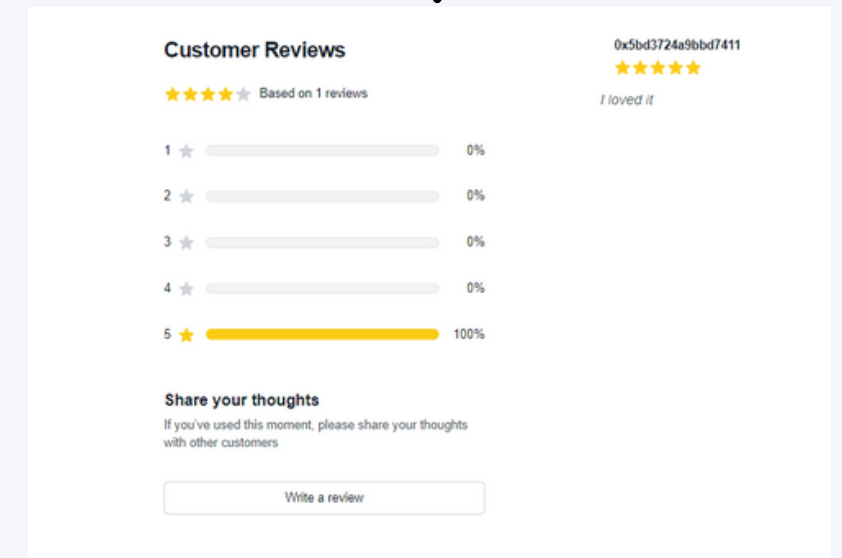 Customer Reviews
Based on 1 reviews
1 0%
2 0%
3 0%
4 0%
5 100%
Share your thoughts
If you've used this moment, please share your thoughts
with other customers
Write a review
0x5bd3724a9bbd7411
I loved it